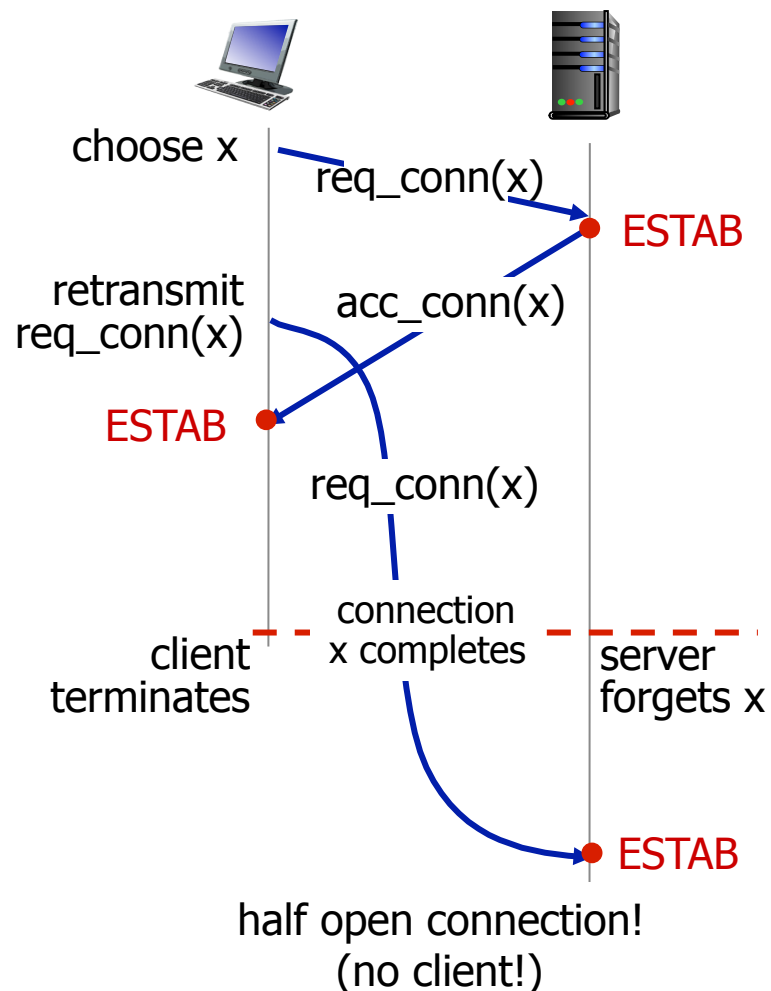 choose x
req_conn(x)
ESTAB
retransmit
req_conn(x)
acc_conn(x)
ESTAB
req_conn(x)
connection
x completes
client
terminates
server
forgets x
ESTAB
half open connection!
(no client!)